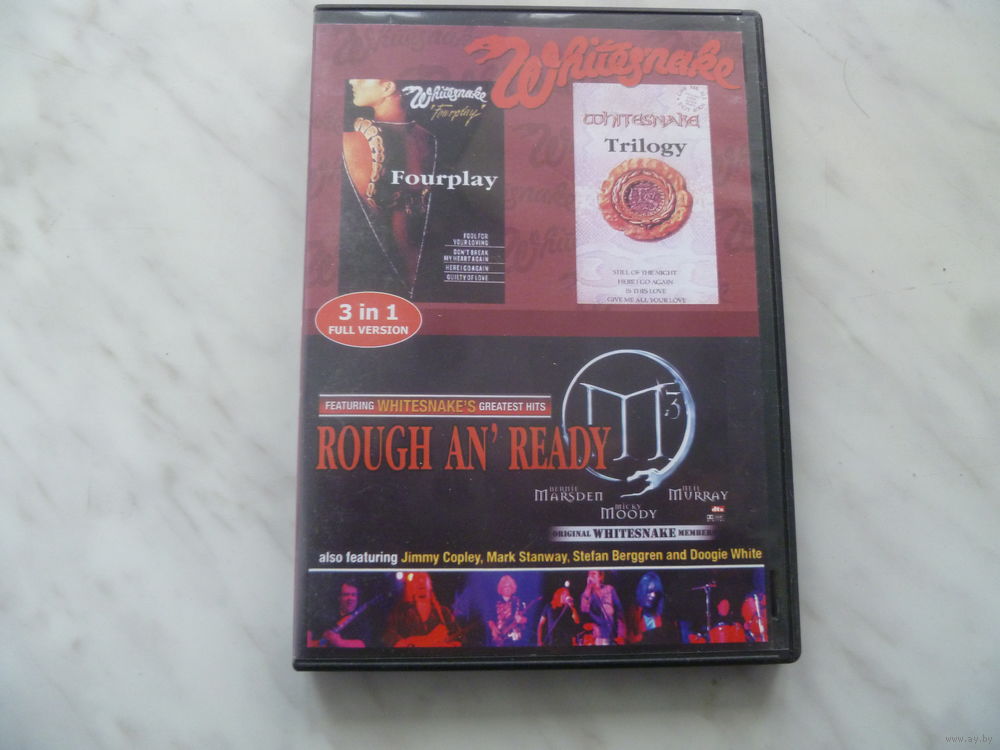 Whitesnake
Whitesnake
"Fourplay"
Fourplay
FOOL FOR
YOUR LOVING
DON'T BREAK
MY HEART AGAIN
HERE I GO AGAIN
GUILTY OF LOVE
WHITESNAKE
Trilogy
STILL OF THE NIGHT
HERE I GO AGAIN
IS THIS LOVE
GIVE ME ALL YOUR LOVE
3 in 1
FULL VERSION
FEATURING WHITESNAKE'S GREATEST HITS
ROUGH AN' READY
M3
BERNIE
MARSDEN
NEIL
MURRAY
MICKY
MOODY
dts
ORIGINAL WHITESNAKE MEMBER
also featuring Jimmy Copley, Mark Stanway, Stefan Berggren and Doogie White
www.ay.by